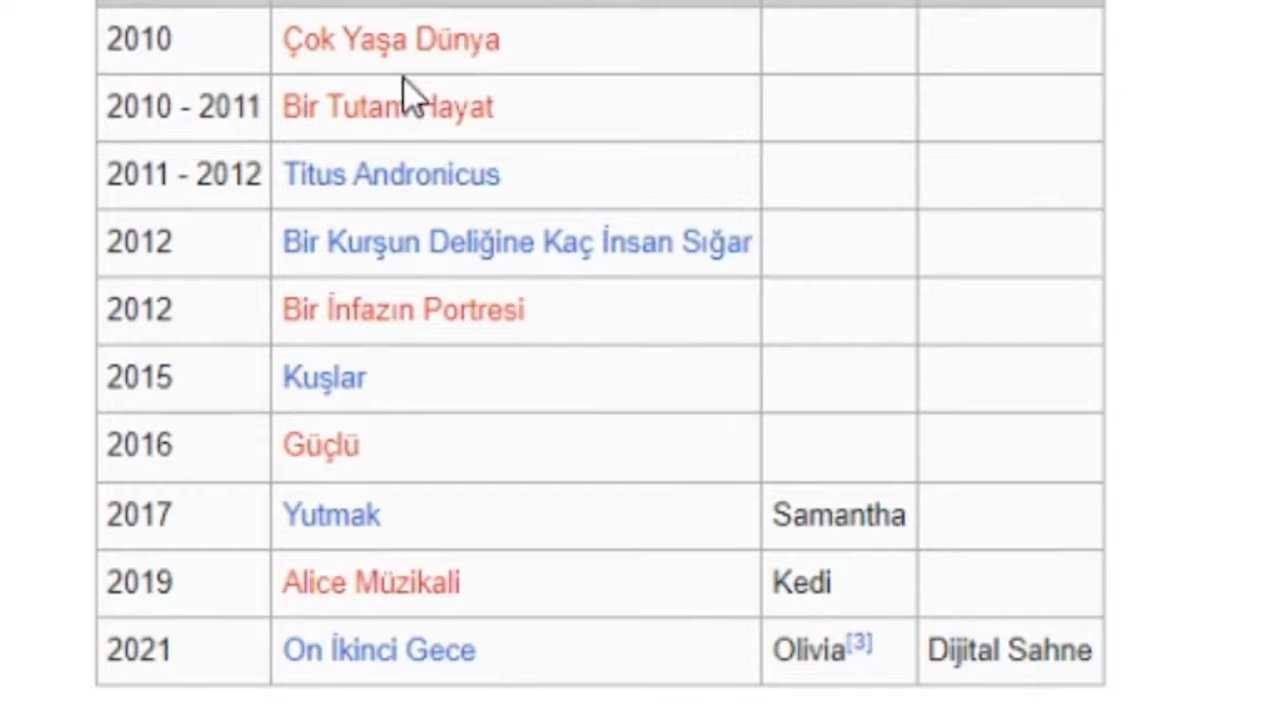 2010 Çok Yaşa Dünya
2010 - 2011 Bir Tutam Hayat
2011 - 2012 Titus Andronicus
2012 Bir Kurşun Deliğine Kaç İnsan Sığar
2012 Bir İnfazın Portresi
2015 Kuşlar
2016 Güçlü
2017 Yutmak Samantha
2019 Alice Müzikali Kedi
2021 On İkinci Gece Olivia[3] Dijital Sahne